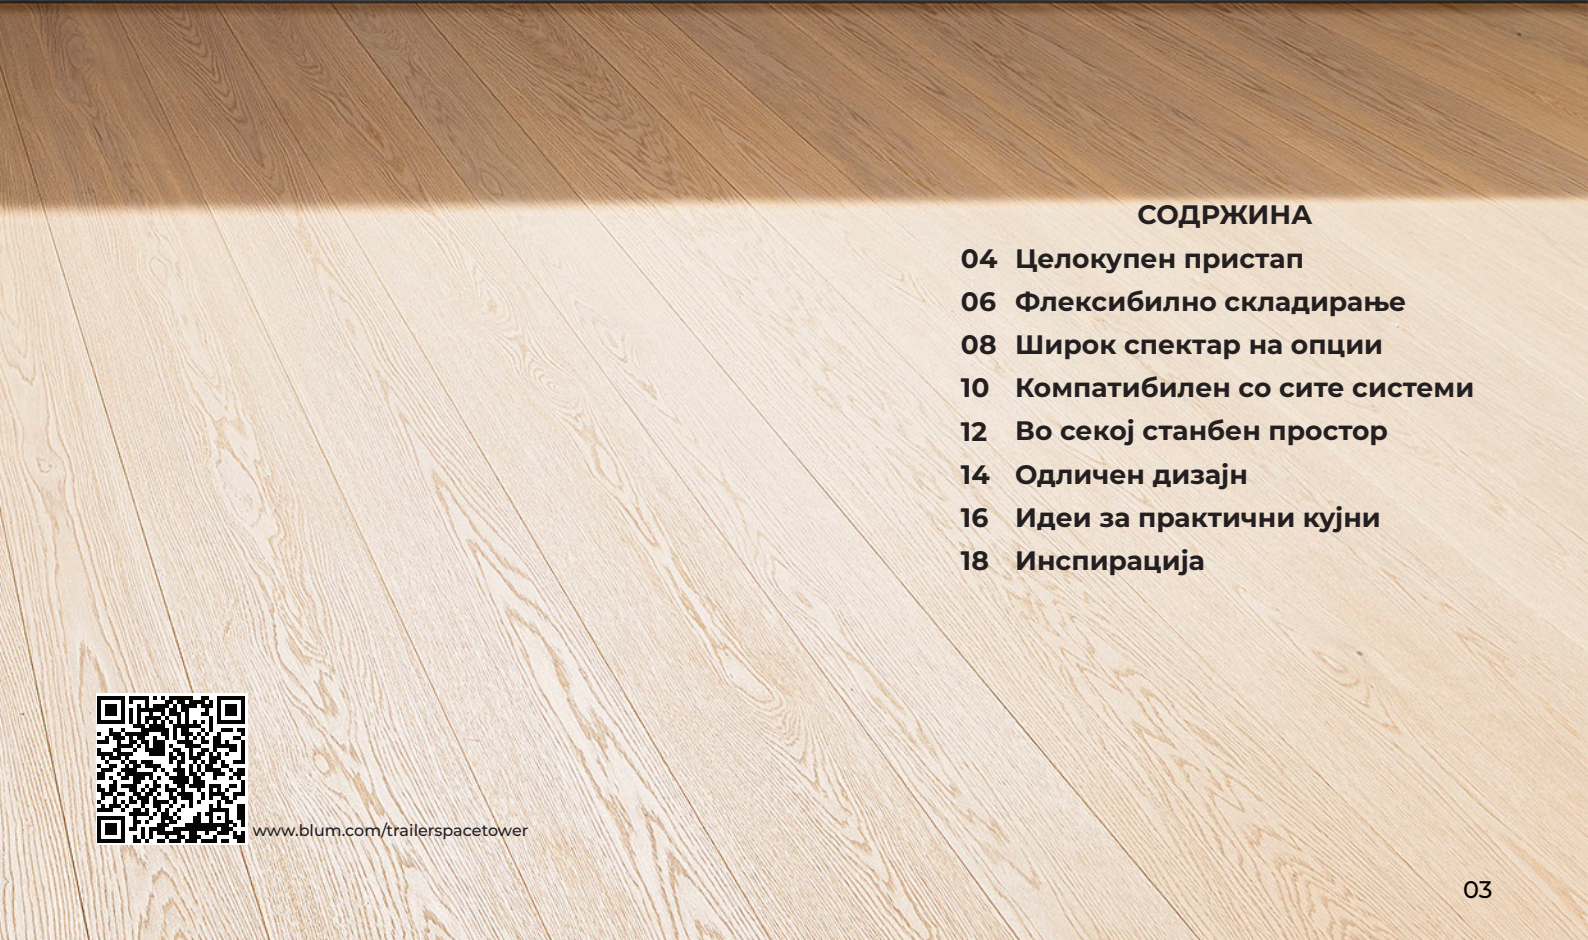 СОДРЖИНА
04 Целокупен пристап
06 Флексибилно складирање
08 Широк спектар на опции
10 Компатибилен со сите системи
12 Во секој станбен простор
14 Одличен дизајн
16 Идеи за практични кујни
18 Инспирација
www.blum.com/trailerspacetower
03